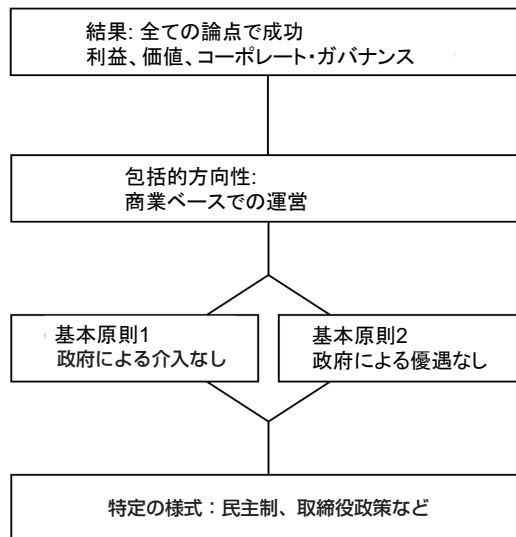 結果: 全ての論点で成功
利益、価値、コーポレート・ガバナンス
包括的方向性:
商業ベースでの運営
基本原則1
政府による介入なし
基本原則2
政府による優遇なし
特定の様式：民主制、取締役政策など